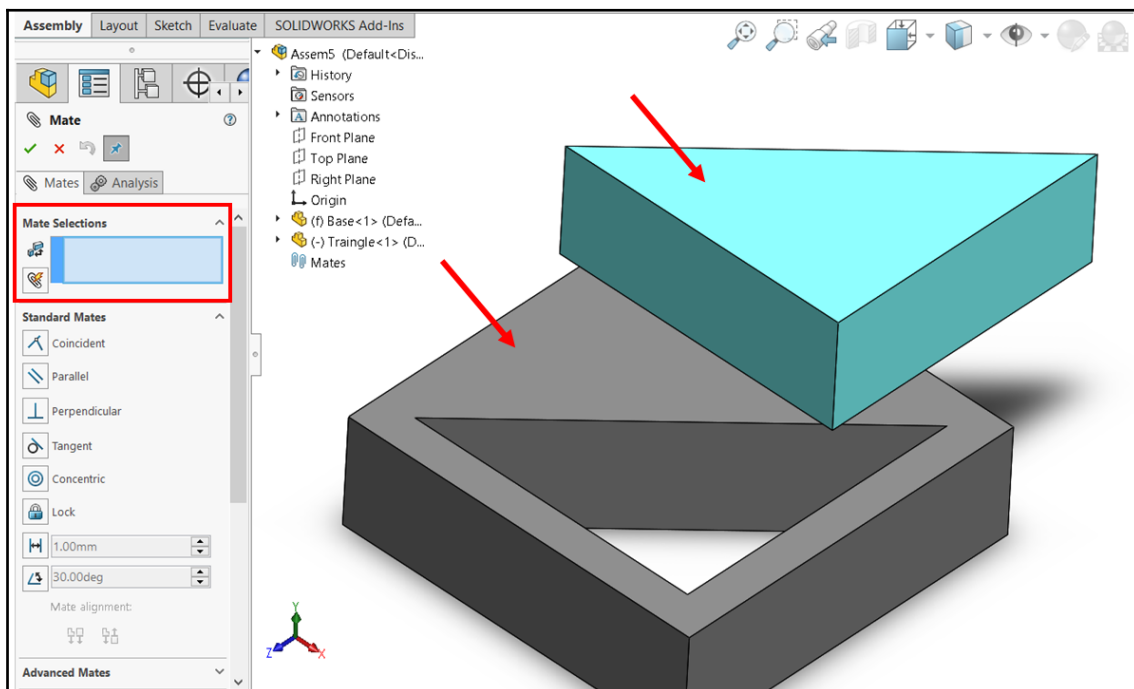 Assembly Layout Sketch Evaluate SOLIDWORKS Add-Ins
Mate
Mates Analysis
Mate Selections
Standard Mates
Coincident
Parallel
Perpendicular
Tangent
Concentric
Lock
1.00mm
30.00deg
Mate alignment:
Advanced Mates
Assem5 (Default<Dis...
History
Sensors
Annotations
Front Plane
Top Plane
Right Plane
Origin
(f) Base<1> (Defa...
(-) Traingle<1> (D...
Mates
Y
Z
X